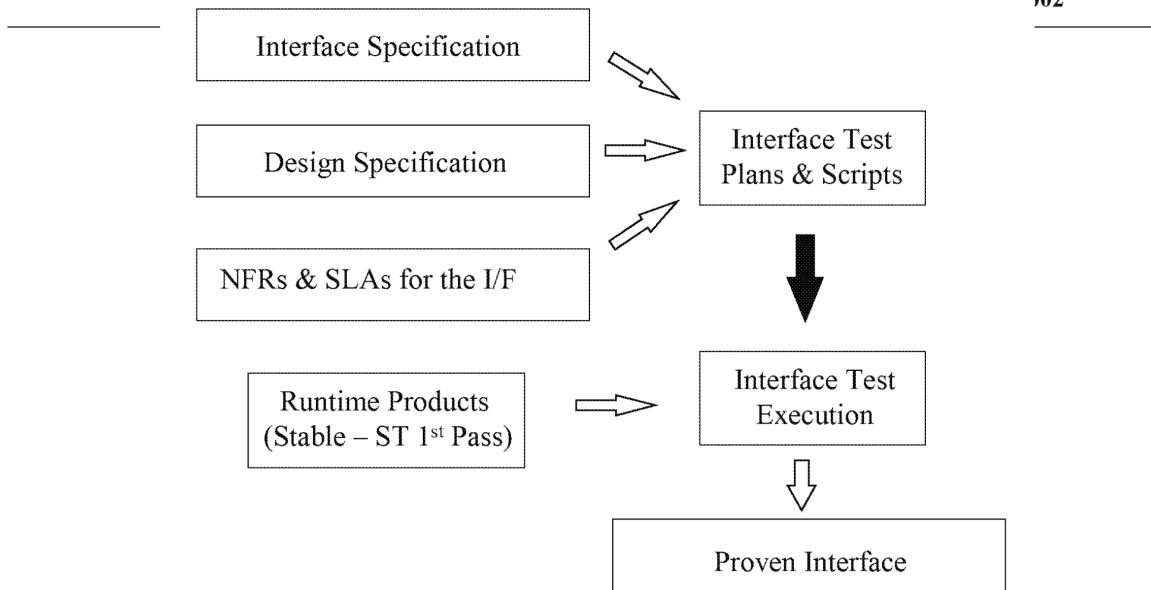 Interface Specification
Design Specification
NFRs & SLAs for the I/F
Interface Test
Plans & Scripts
Runtime Products
(Stable – ST 1st Pass)
Interface Test
Execution
Proven Interface